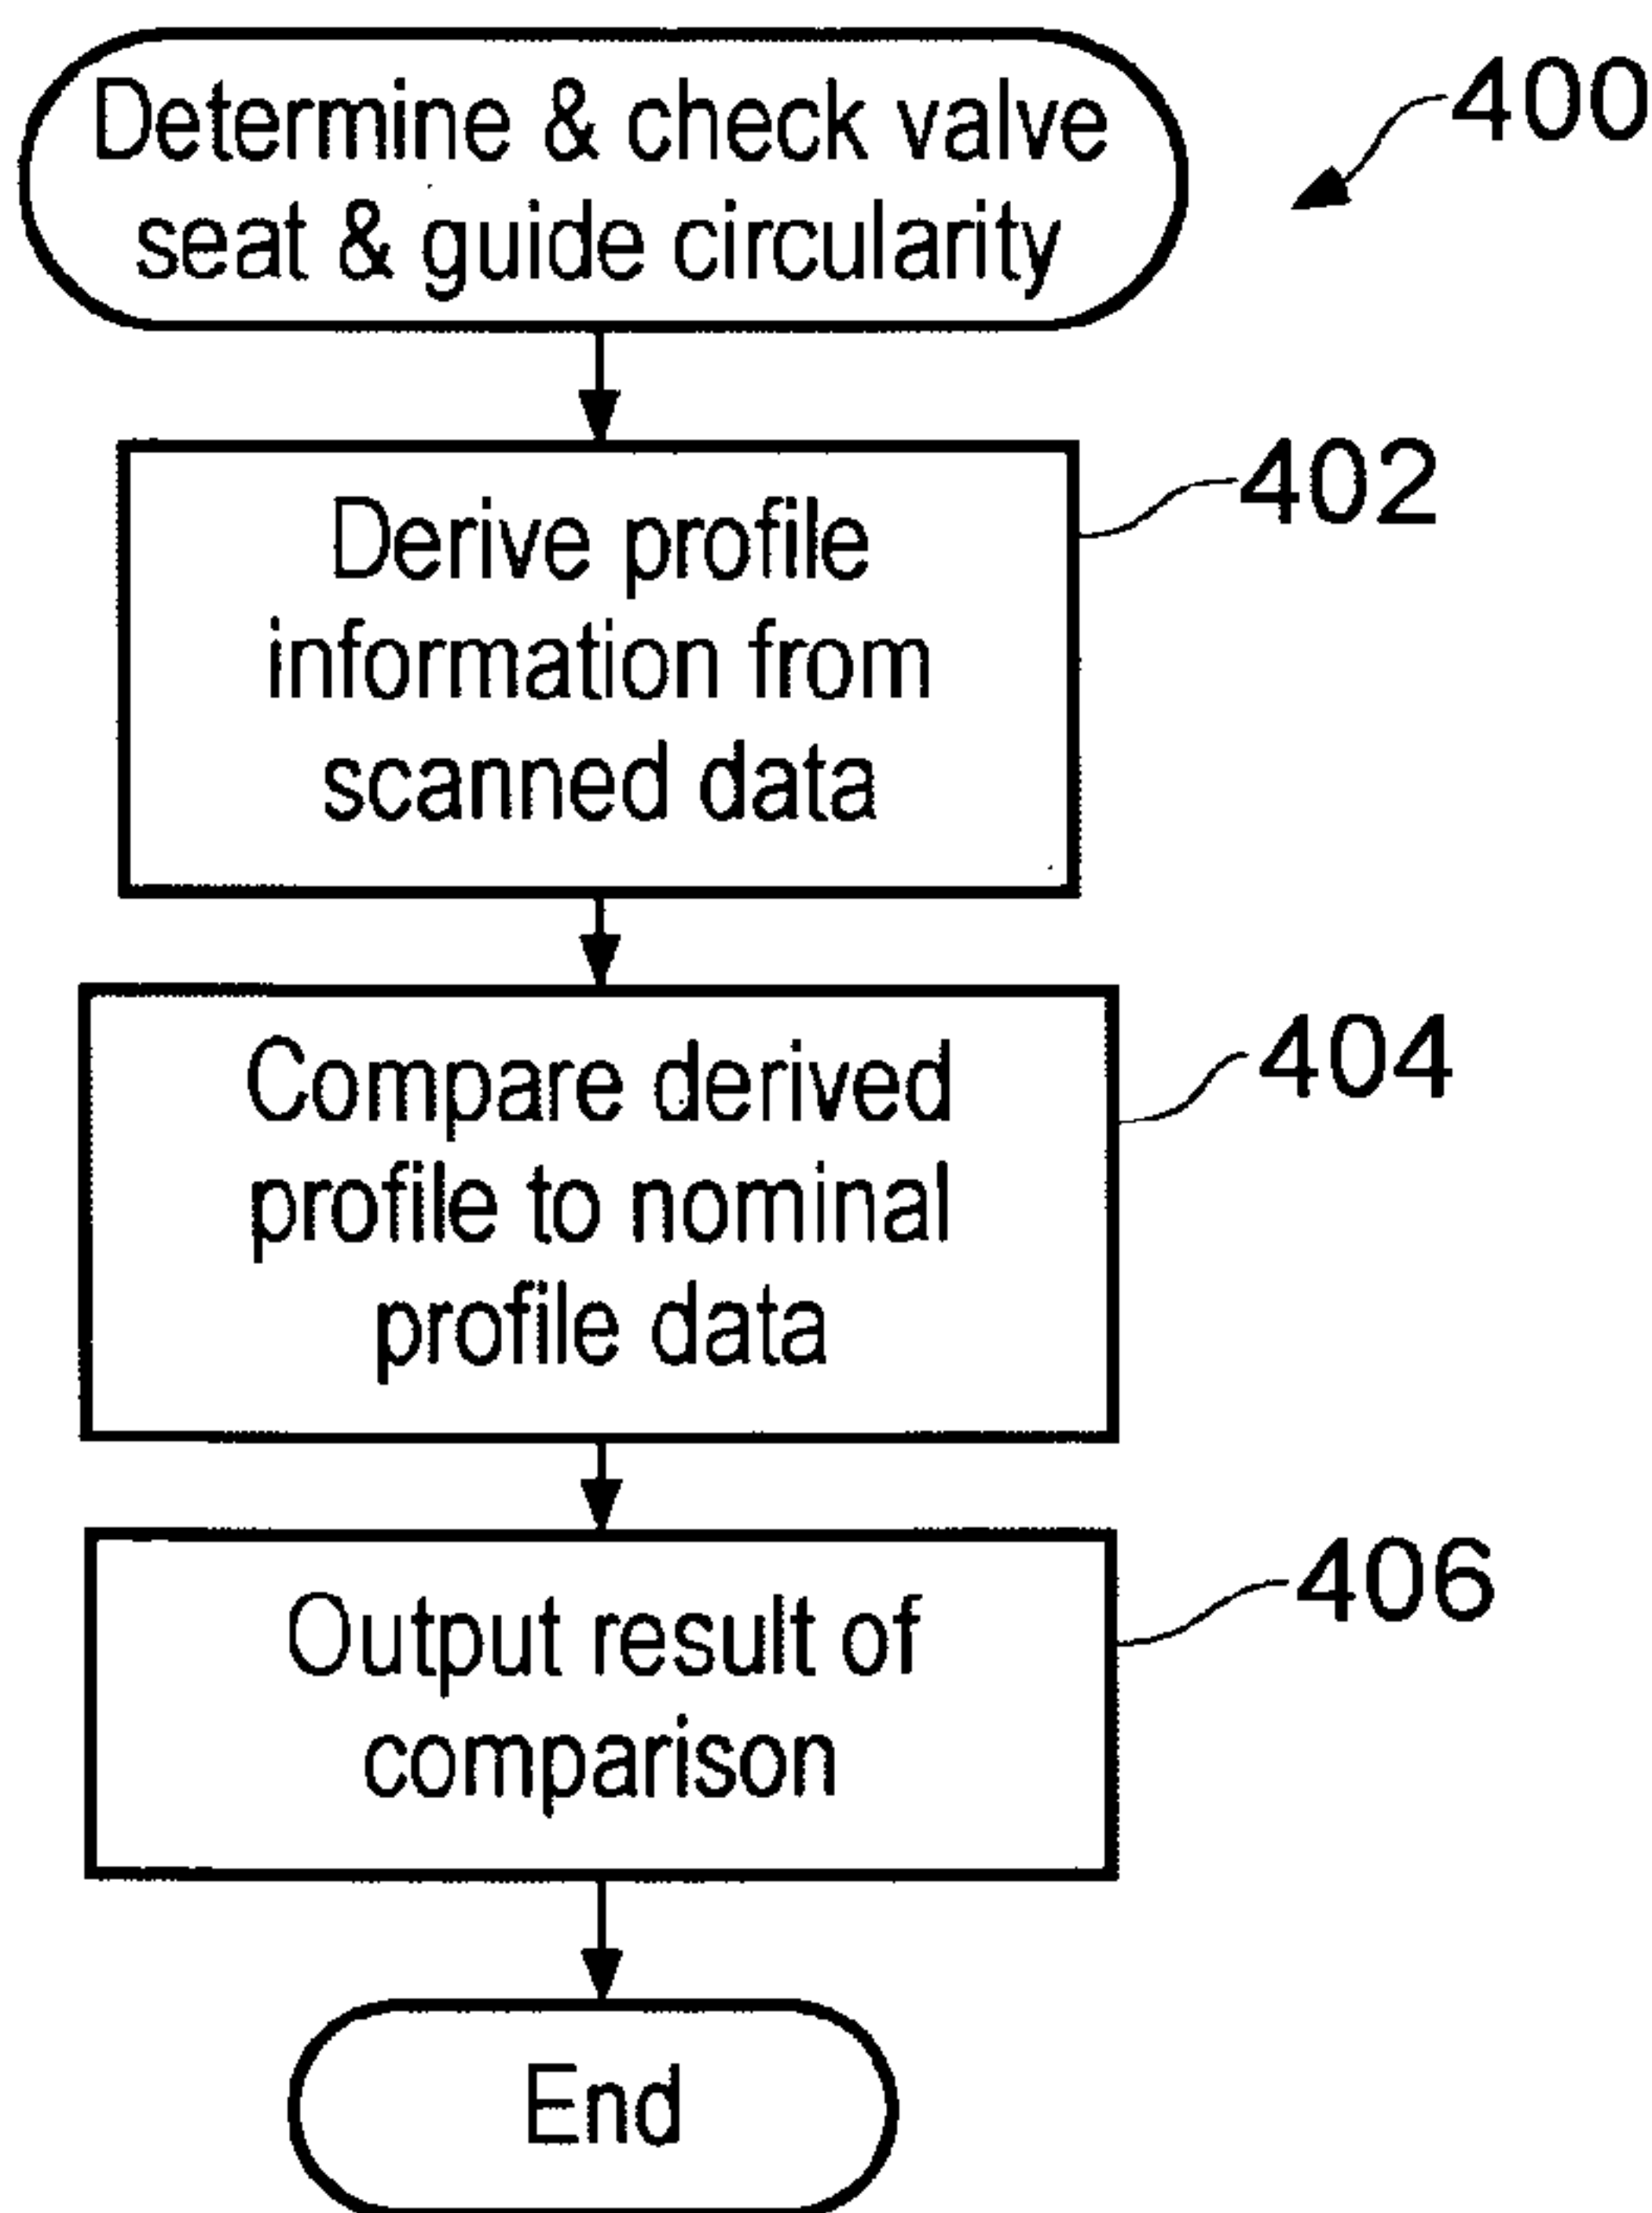 Determine & check valve
seat & guide circularity
400
Derive profile
information from
scanned data
402
Compare derived
profile to nominal
profile data
404
Output result of
comparison
406
End